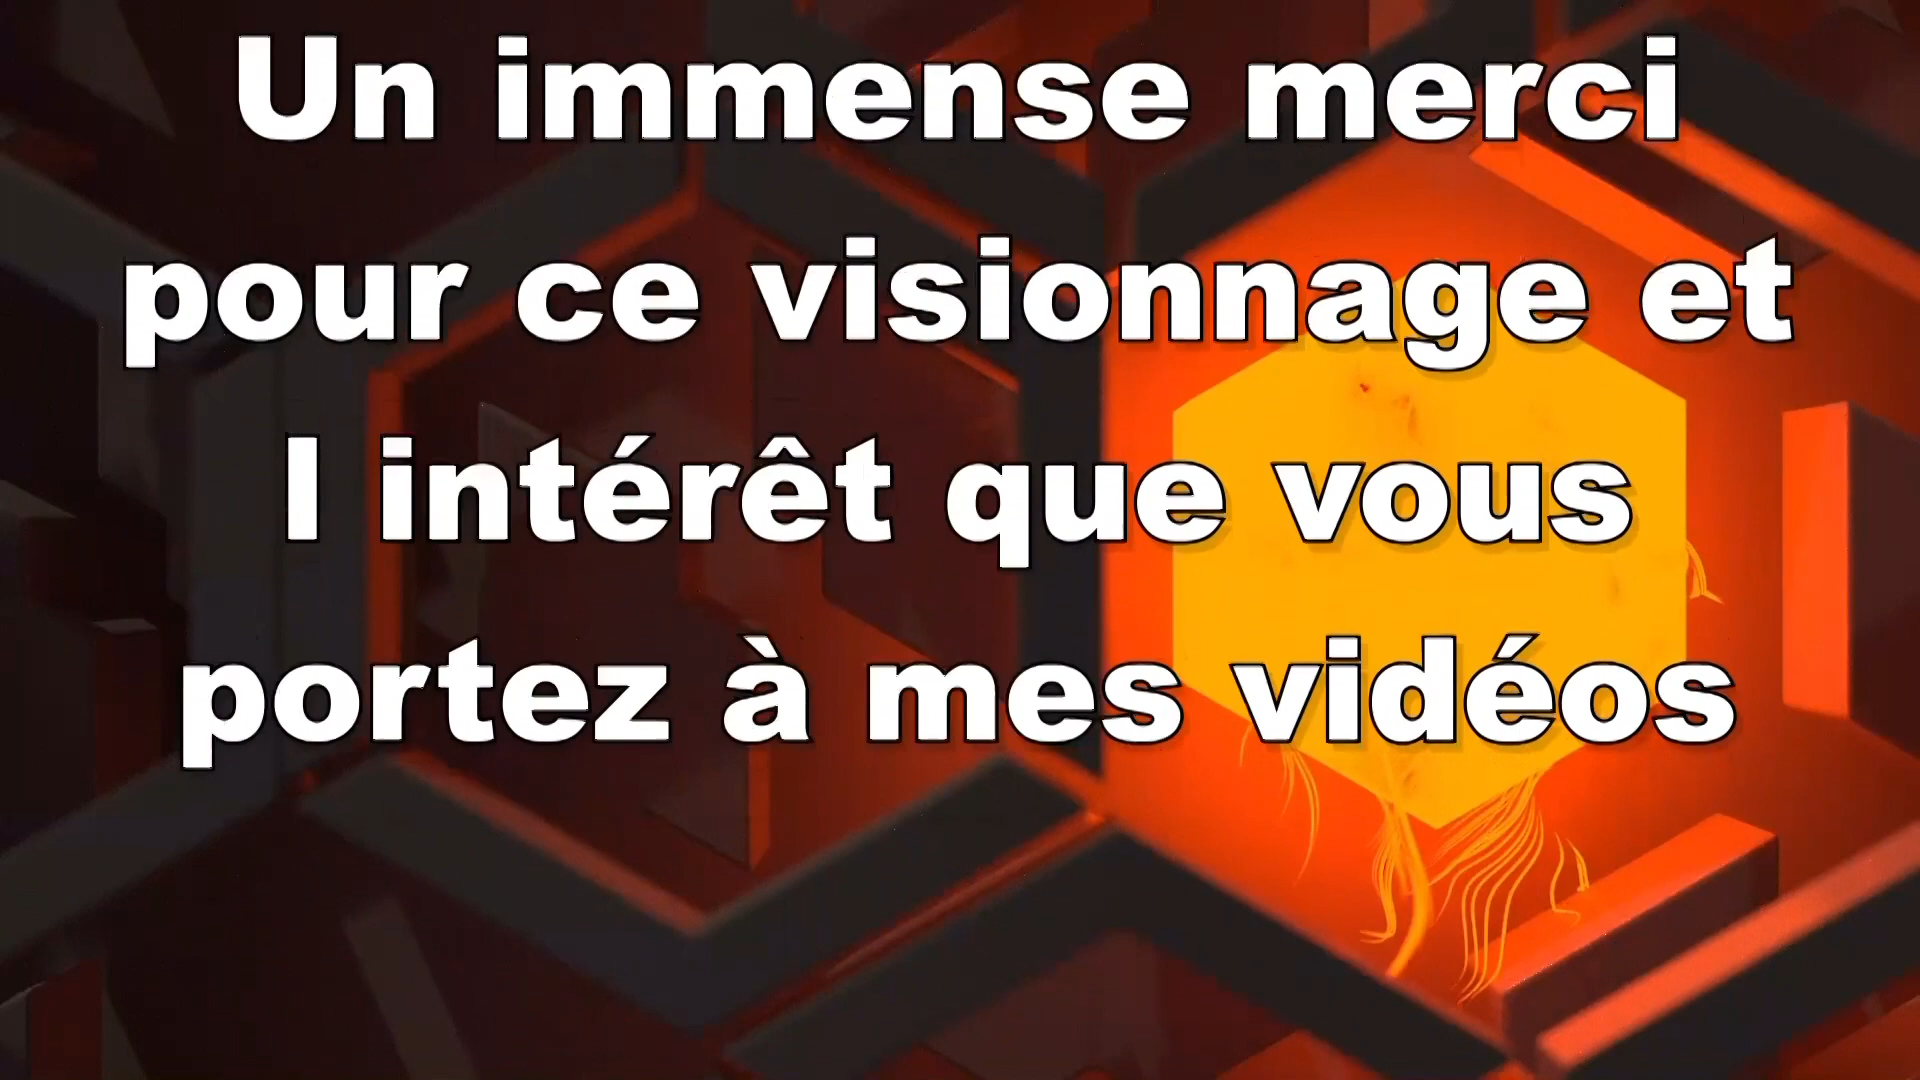 Un immense merci
pour ce visionnage et
l intérêt que vous
portez à mes vidéos